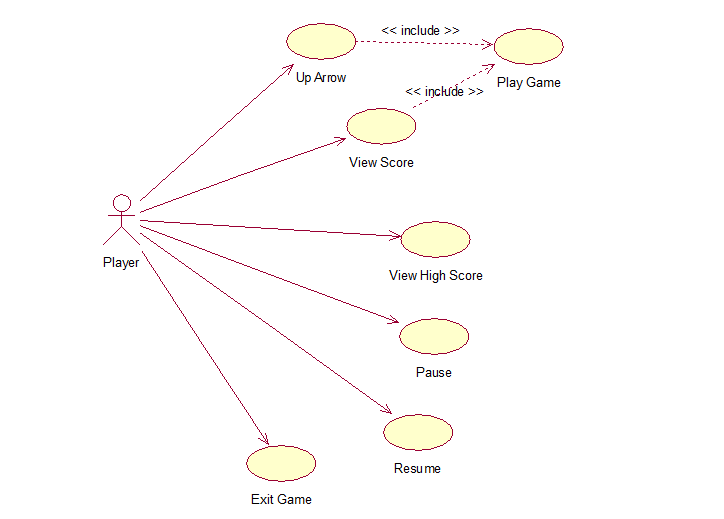 << include >>
Up Arrow
Play Game
<< include >>
View Score
Player
View High Score
Pause
Resume
Exit Game